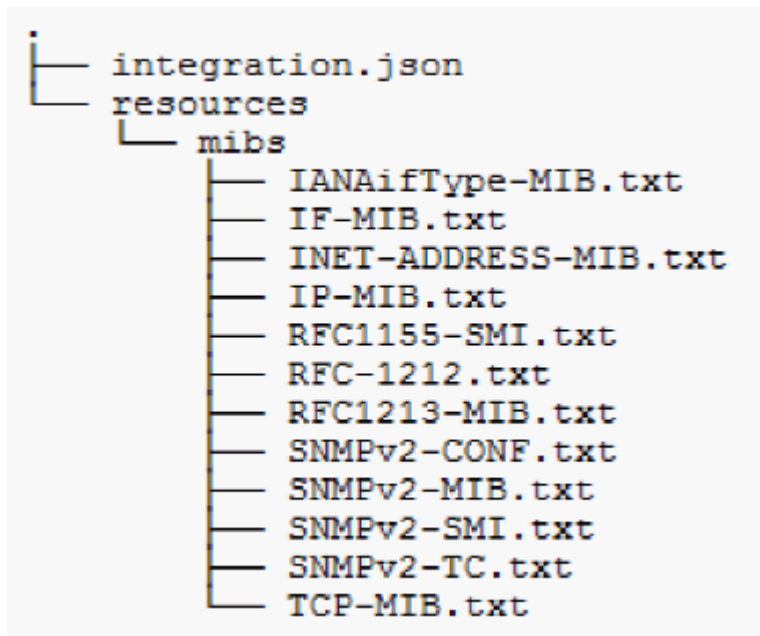 .
├── integration.json
└── resources
    └── mibs
        ├── IANAifType-MIB.txt
        ├── IF-MIB.txt
        ├── INET-ADDRESS-MIB.txt
        ├── IP-MIB.txt
        ├── RFC1155-SMI.txt
        ├── RFC-1212.txt
        ├── RFC1213-MIB.txt
        ├── SNMPv2-CONF.txt
        ├── SNMPv2-MIB.txt
        ├── SNMPv2-SMI.txt
        ├── SNMPv2-TC.txt
        └── TCP-MIB.txt